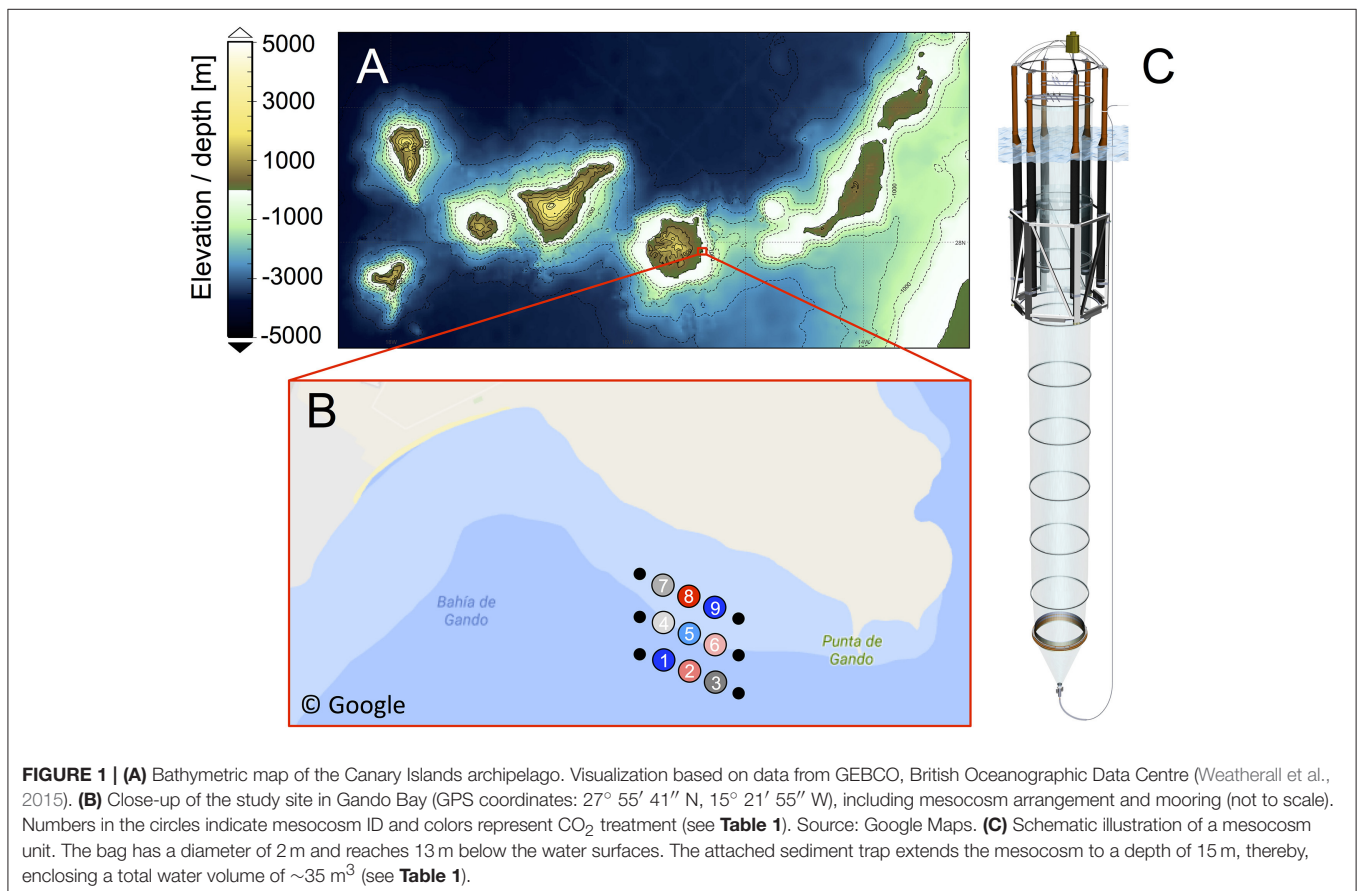 Elevation / depth [m]
5000
3000
1000
-1000
-3000
-5000
A
28N
14W
-1000
B
Bahía de
Gando
Punta de
Gando
7
8
9
4
5
6
1
2
3
© Google
C
FIGURE 1 | (A) Bathymetric map of the Canary Islands archipelago. Visualization based on data from GEBCO, British Oceanographic Data Centre (Weatherall et al.,
2015). (B) Close-up of the study site in Gando Bay (GPS coordinates: 27° 55′ 41″ N, 15° 21′ 55″ W), including mesocosm arrangement and mooring (not to scale).
Numbers in the circles indicate mesocosm ID and colors represent CO₂ treatment (see Table 1). Source: Google Maps. (C) Schematic illustration of a mesocosm
unit. The bag has a diameter of 2 m and reaches 13 m below the water surfaces. The attached sediment trap extends the mesocosm to a depth of 15 m, thereby,
enclosing a total water volume of ~35 m³ (see Table 1).